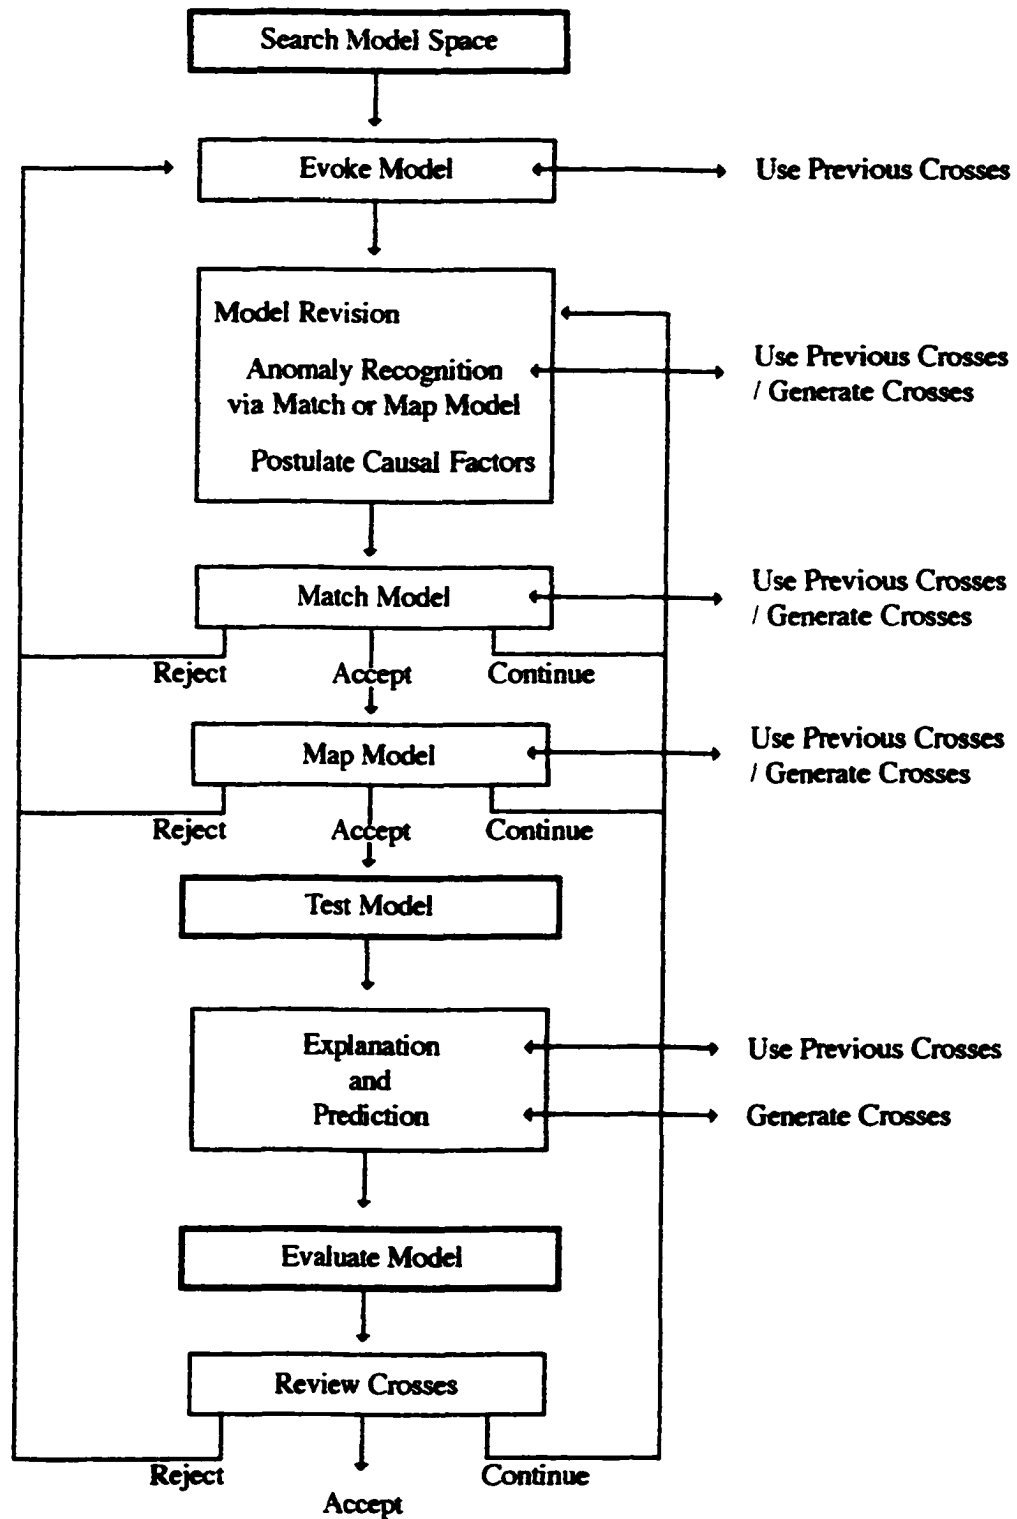 Search Model Space
Evoke Model
Use Previous Crosses
Model Revision
Anomaly Recognition
via Match or Map Model
Use Previous Crosses
/ Generate Crosses
Postulate Causal Factors
Match Model
Use Previous Crosses
/ Generate Crosses
Reject
Accept
Continue
Map Model
Use Previous Crosses
/ Generate Crosses
Reject
Accept
Continue
Test Model
Explanation
and
Prediction
Use Previous Crosses
Generate Crosses
Evaluate Model
Review Crosses
Reject
Accept
Continue